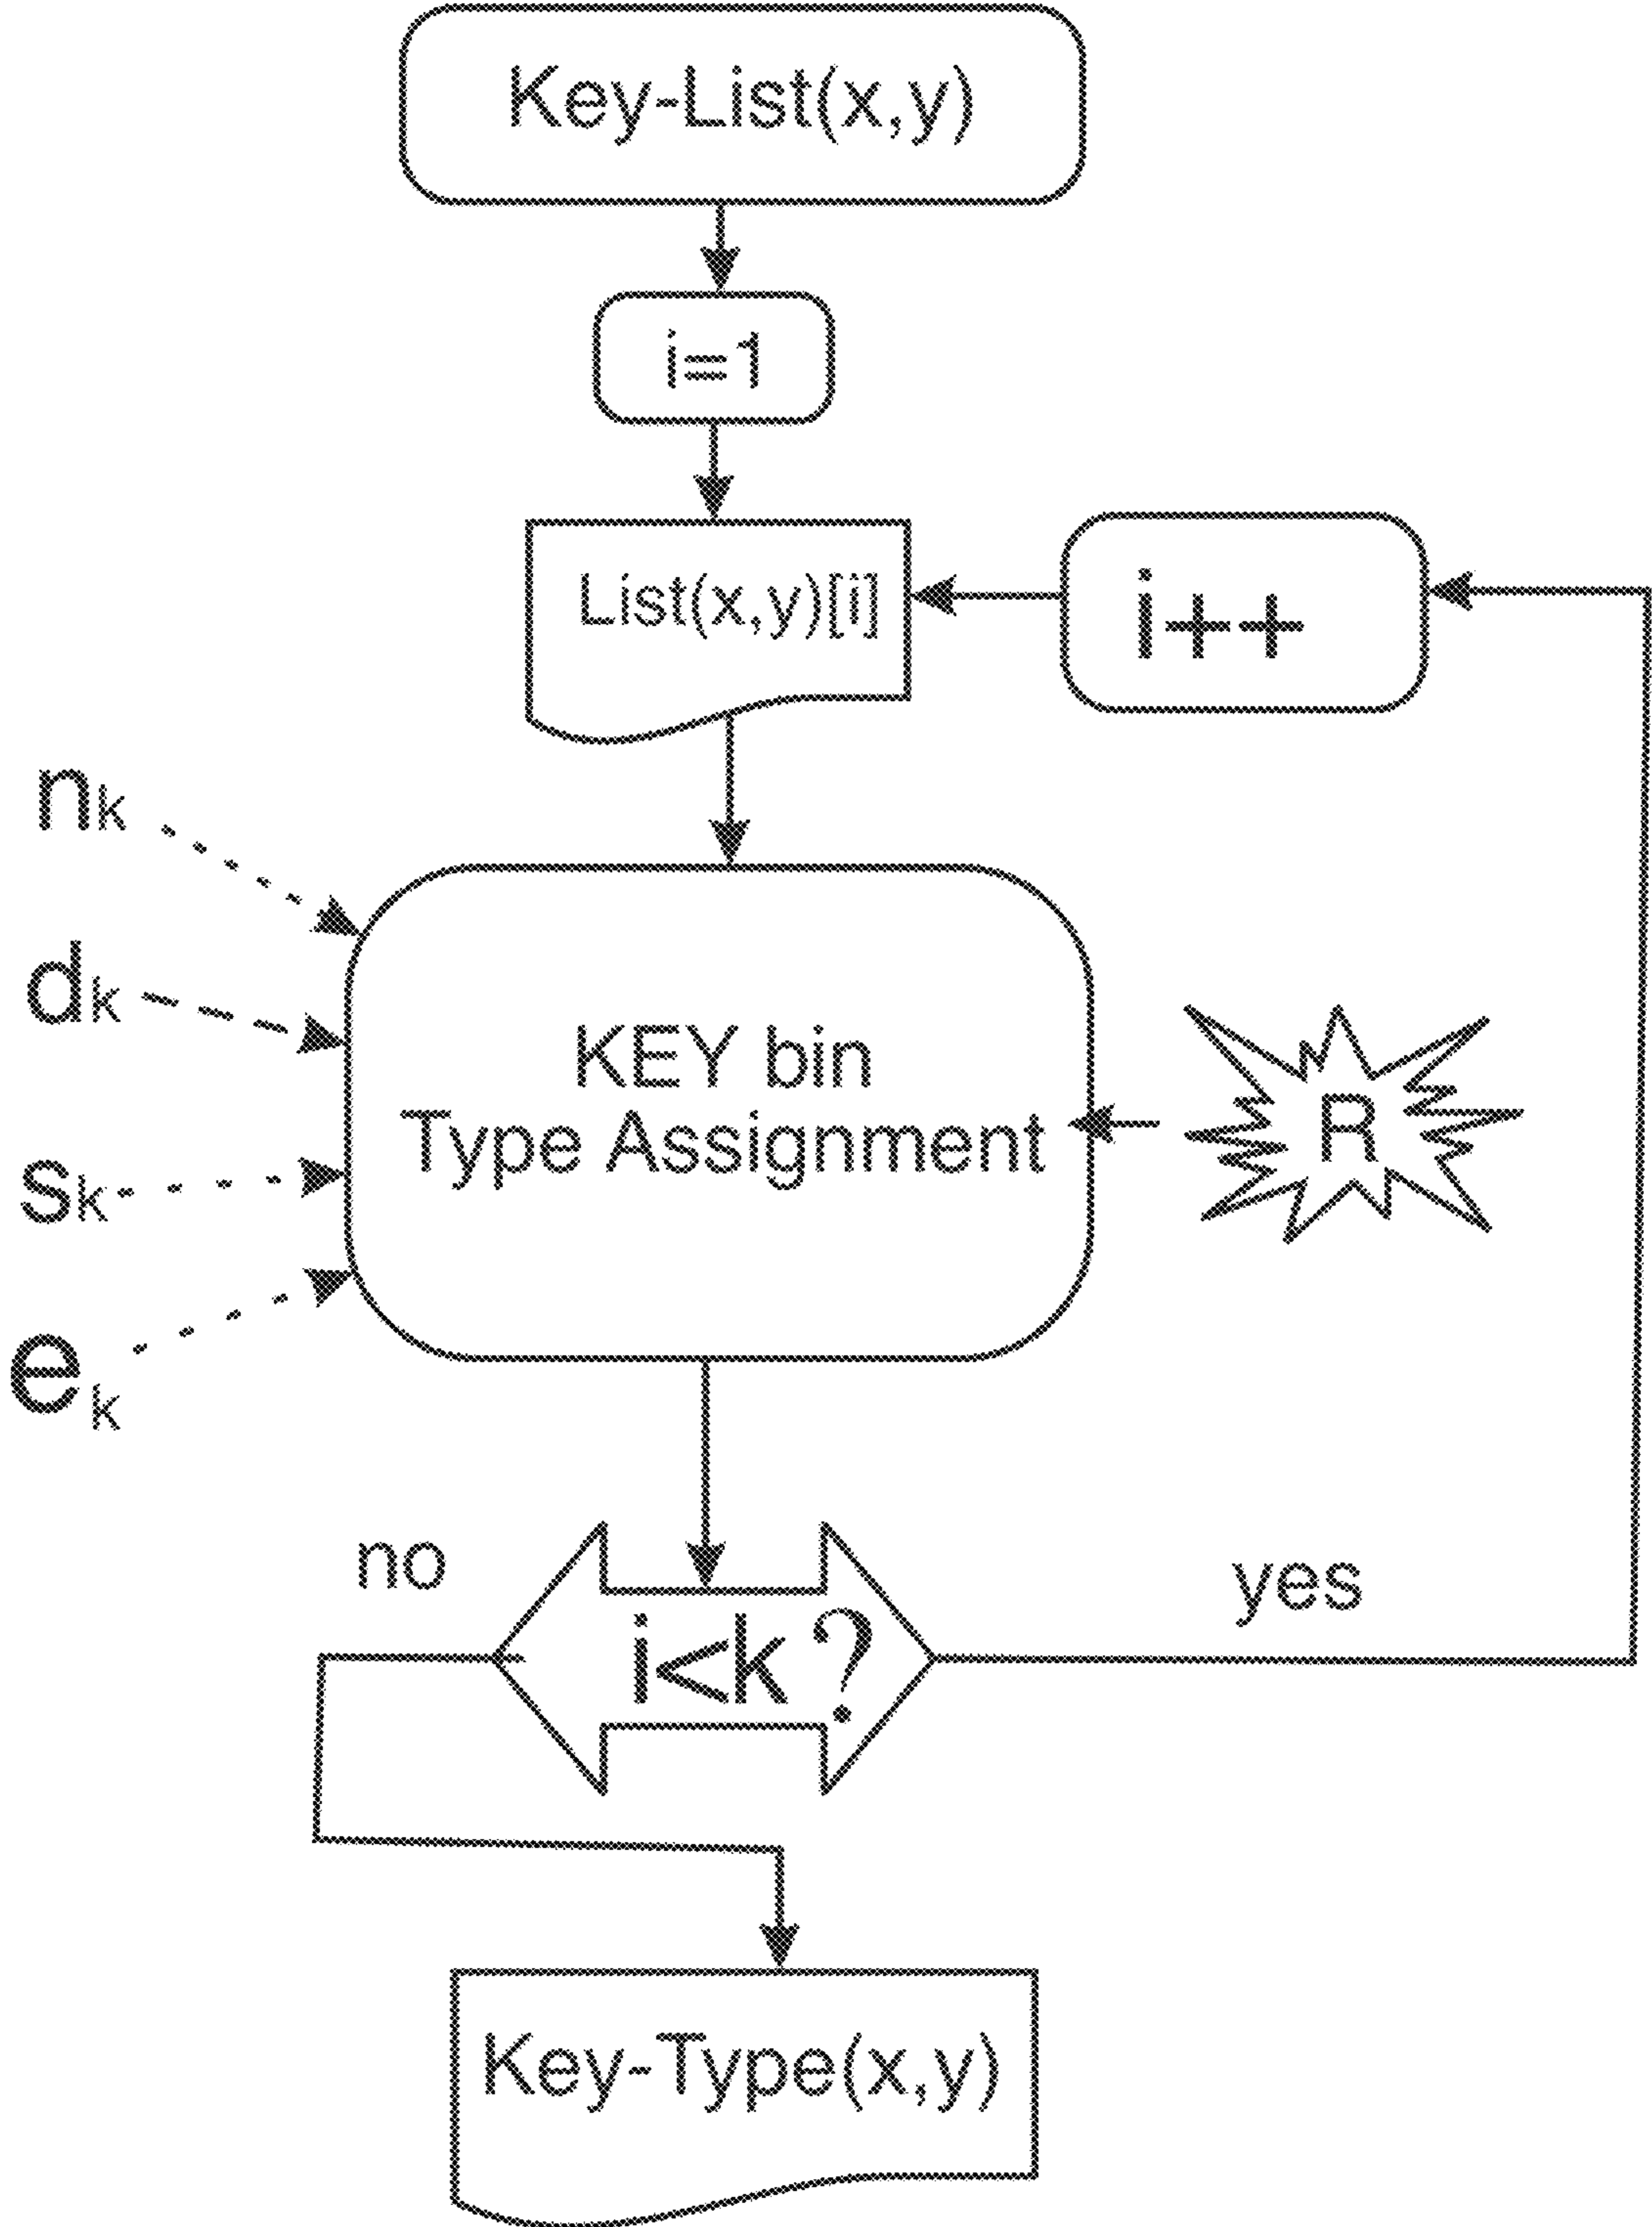 Key-List(x,y)
i=1
List(x,y)[i]
i++
nk
dk
sk
ek
KEY bin
Type Assignment
R
no
yes
i<k?
Key-Type(x,y)